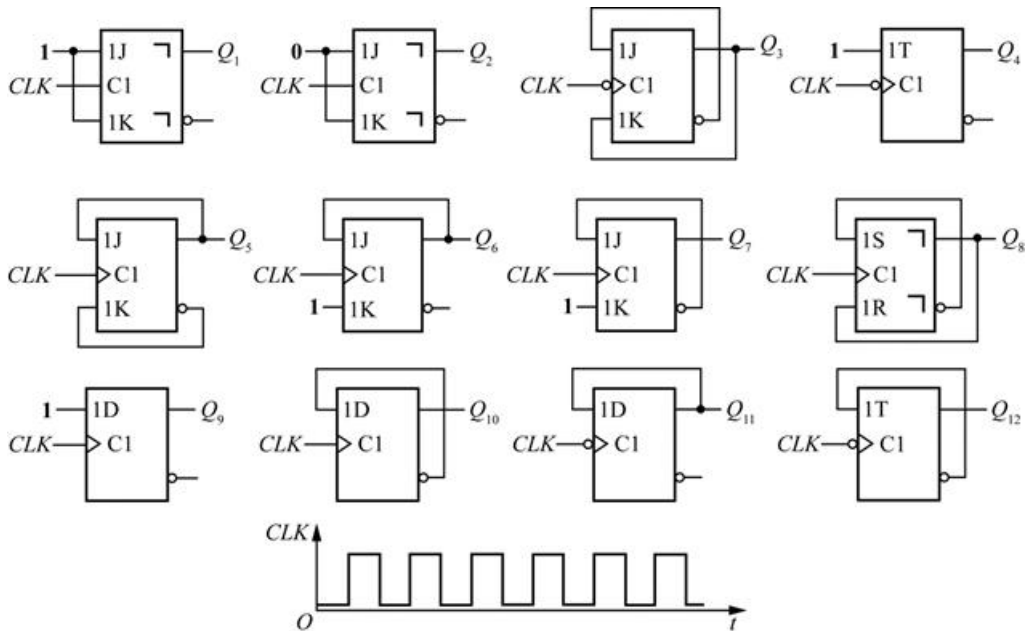 1 1J Q1
CLK C1
1K
0 1J Q2
CLK C1
1K
1J Q3
CLK C1
1K
1 1T Q4
CLK C1
1J Q5
CLK C1
1K
1J Q6
CLK C1
1 1K
1J Q7
CLK C1
1 1K
1S Q8
CLK C1
1R
1 1D Q9
CLK C1
1D Q10
CLK C1
1D Q11
CLK C1
1T Q12
CLK C1
CLK
O t